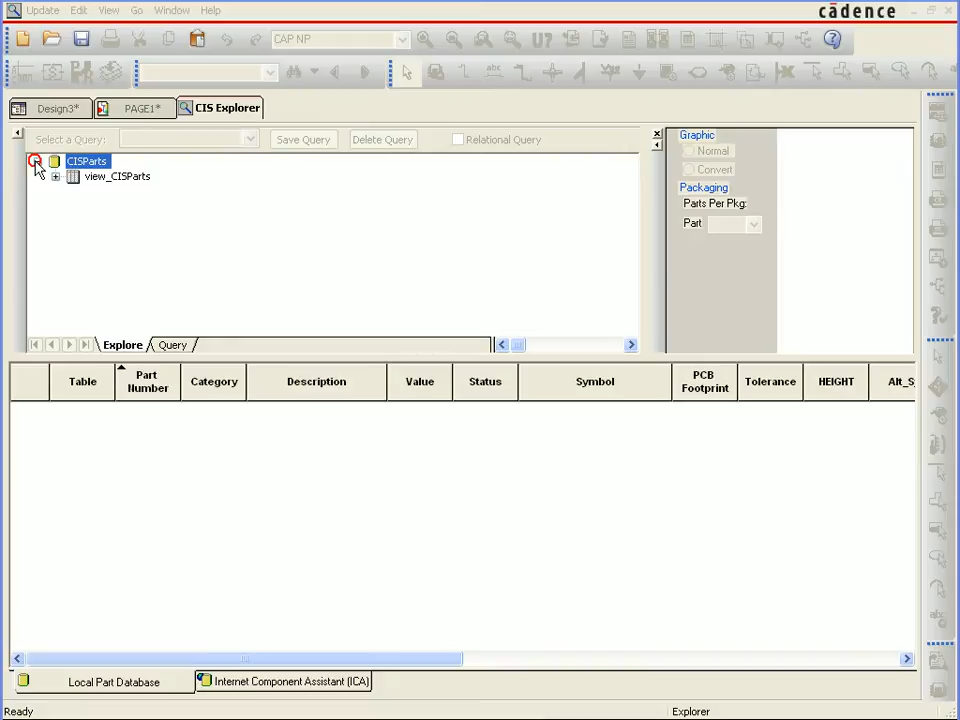 Update Edit View Go Window Help
cādence
CAP NP
U?
abc
Design3* PAGE1* CIS Explorer
Select a Query: Save Query Delete Query Relational Query
CISParts
view_CISParts
Graphic
Normal
Convert
Packaging
Parts Per Pkg:
Part
Explore Query
Table Part Number Category Description Value Status Symbol PCB Footprint Tolerance HEIGHT Alt_S
Local Part Database Internet Component Assistant (ICA)
Ready Explorer